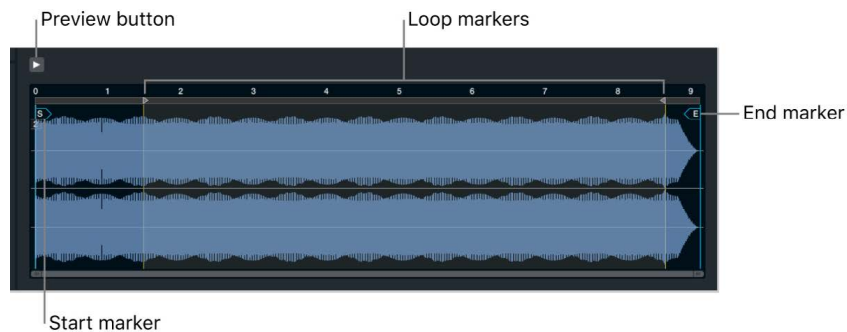 Preview button
Loop markers
0 1 2 3 4 5 6 7 8 9
S
E
End marker
Start marker